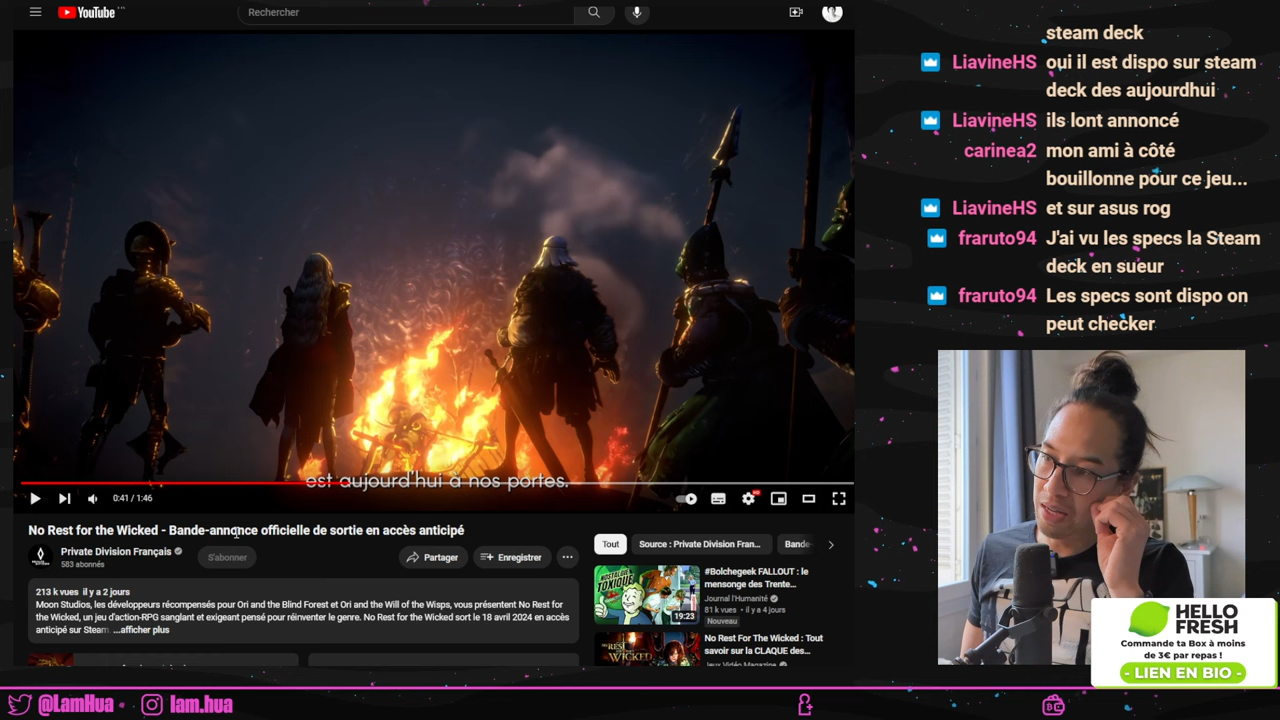 YouTube
FR
Rechercher
est aujourd'hui à nos portes.
0:41 / 1:46
No Rest for the Wicked - Bande-annonce officielle de sortie en accès anticipé
Private Division Français
583 abonnés
S'abonner
Partager
Enregistrer
213 k vues il y a 2 jours
Moon Studios, les développeurs récompensés pour Ori and the Blind Forest et Ori and the Will of the Wisps, vous présentent No Rest for
the Wicked, un jeu d'action-RPG sanglant et exigeant pensé pour réinventer le genre. No Rest for the Wicked sort le 18 avril 2024 en accès
anticipé sur Steam. ...afficher plus
Tout
Source : Private Division Fran...
Bande-
NOSTALGIE
TOXIQUE
19:23
#Bolchegeek FALLOUT : le
mensonge des Trente...
Journal l'Humanité
81 k vues • il y a 4 jours
Nouveau
No Rest For The Wicked : Tout
savoir sur la CLAQUE des...
Jeux Vidéo Magazine
steam deck
LiavineHS oui il est dispo sur steam
deck des aujourdhui
LiavineHS ils lont annoncé
carinea2 mon ami à côté
bouillonne pour ce jeu...
LiavineHS et sur asus rog
fraruto94 J'ai vu les specs la Steam
deck en sueur
fraruto94 Les specs sont dispo on
peut checker
HELLO
FRESH
Commande ta Box à moins
de 3€ par repas !
- LIEN EN BIO -
@LamHua
lam.hua